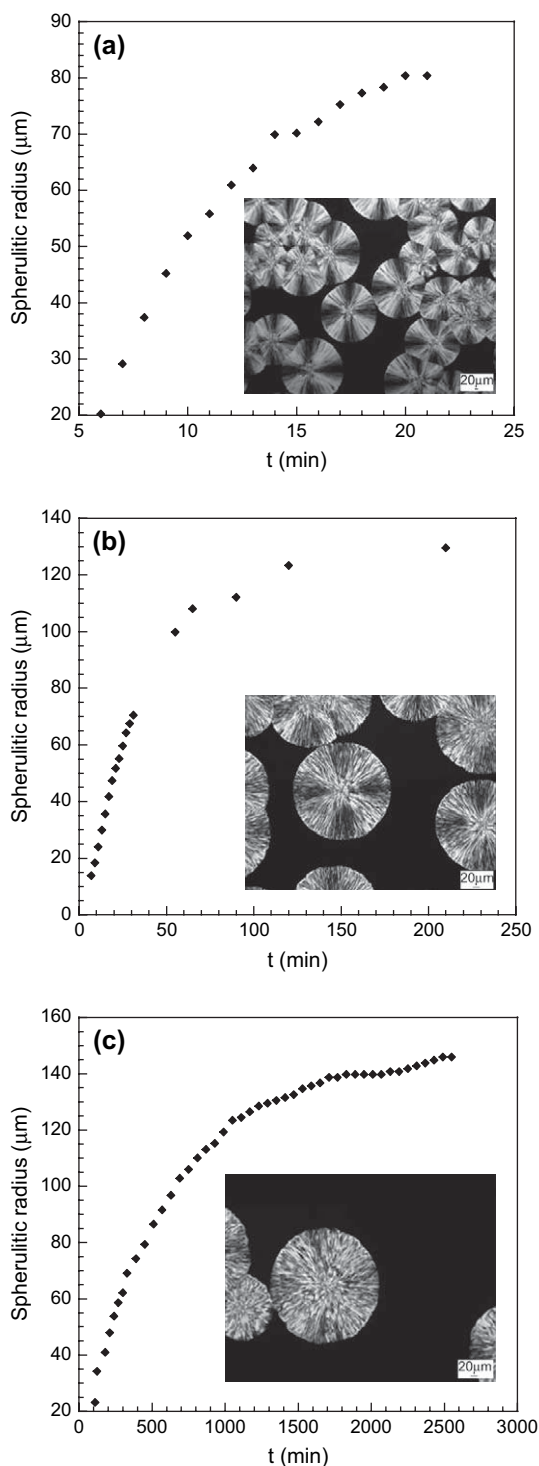 90
(a)
80
70
60
50
40
30
20
Spherulitic radius (μm)
20μm
5 10 15 20 25
t (min)
140
(b)
120
100
80
60
40
20
0
Spherulitic radius (μm)
20μm
0 50 100 150 200 250
t (min)
160
(c)
140
120
100
80
60
40
20
Spherulitic radius (μm)
20μm
0 500 1000 1500 2000 2500 3000
t (min)